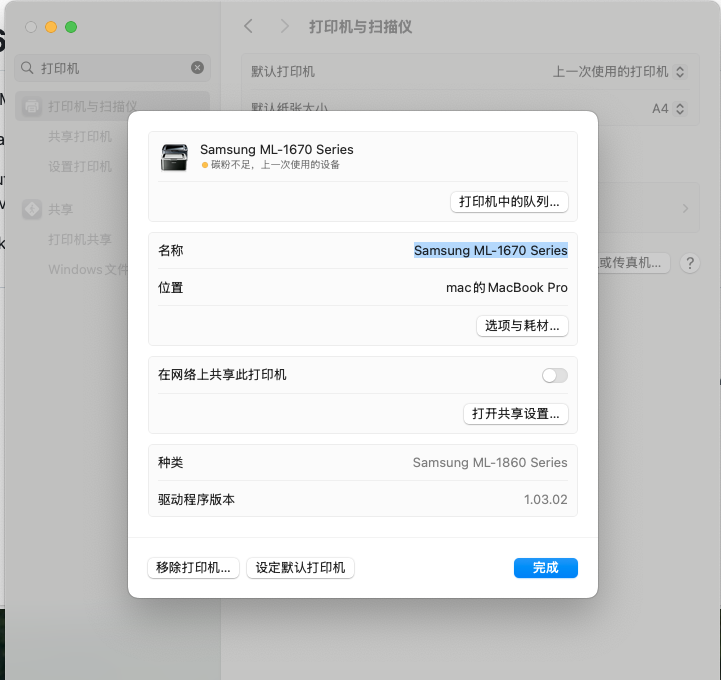 打印机与扫描仪
打印机
默认打印机
上一次使用的打印机
打印机与扫描仪
默认纸张大小
A4
共享打印机
设置打印机
共享
打印机共享
Windows 文件
或传真机...
?
Samsung ML-1670 Series
碳粉不足，上一次使用的设备
打印机中的队列...
名称
Samsung ML-1670 Series
位置
mac的MacBook Pro
选项与耗材...
在网络上共享此打印机
打开共享设置...
种类
Samsung ML-1860 Series
驱动程序版本
1.03.02
移除打印机...
设定默认打印机
完成